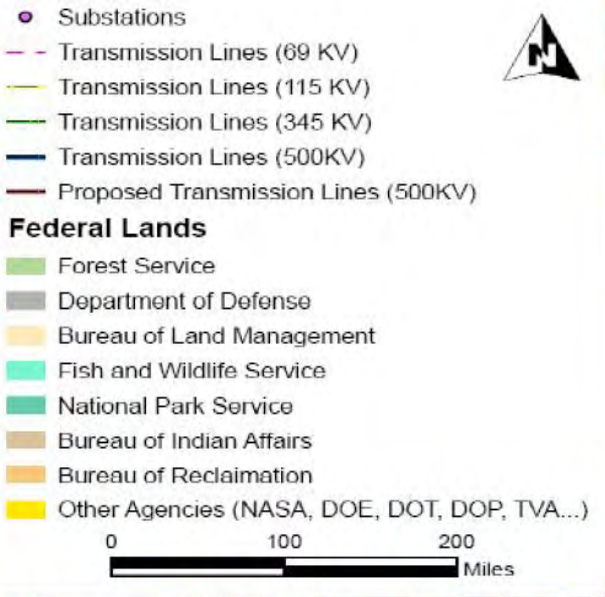 Substations
Transmission Lines (69 KV)
N
Transmission Lines (115 KV)
Transmission Lines (345 KV)
Transmission Lines (500KV)
Proposed Transmission Lines (500KV)
Federal Lands
Forest Service
Department of Defense
Bureau of Land Management
Fish and Wildlife Service
National Park Service
Bureau of Indian Affairs
Bureau of Reclaimation
Other Agencies (NASA, DOE, DOT, DOP, TVA...)
0 100 200
Miles